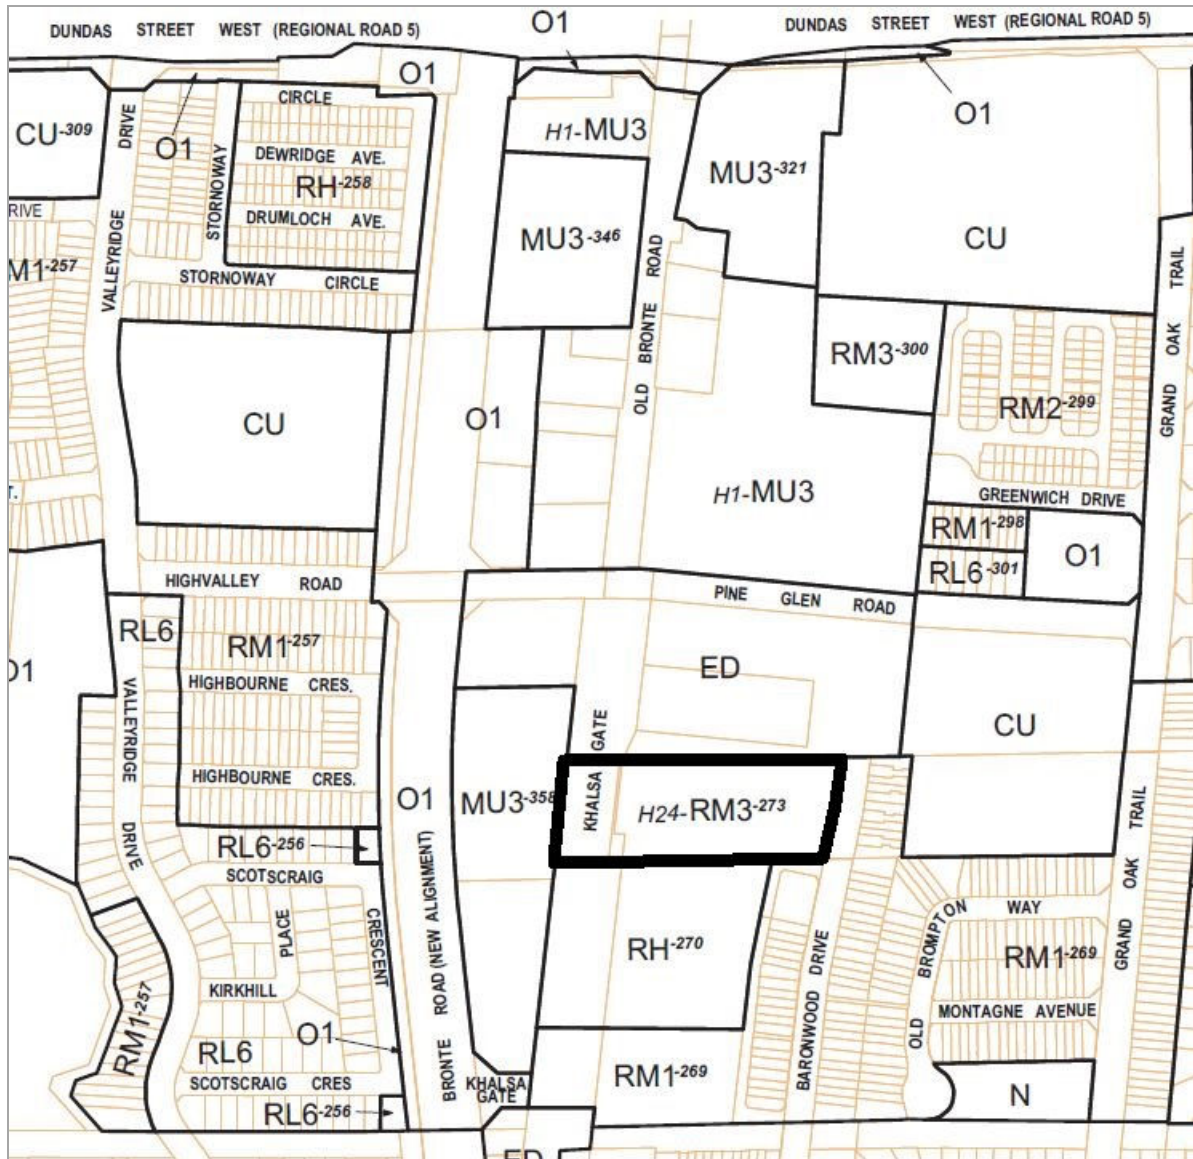 DUNDAS STREET WEST (REGIONAL ROAD 5)
O1
DUNDAS STREET WEST (REGIONAL ROAD 5)
O1
CIRCLE
O1
CU-309
DRIVE
O1
H1-MU3
DEWRIDGE AVE.
RH-258
STORNOWAY
DRUMLOCH AVE.
MU3-321
MU3-346
CU
VALLEYRIDGE
STORNOWAY CIRCLE
M1-257
OLD BRONTE ROAD
GRAND OAK TRAIL
RM3-300
RM2-299
CU
O1
H1-MU3
GREENWICH DRIVE
RM1-298
O1
RL6-301
HIGHVALLEY ROAD
PINE GLEN ROAD
RL6
RM1-257
HIGHBOURNE CRES.
O1
ED
VALLEYRIDGE DRIVE
CU
KHALSA GATE
HIGHBOURNE CRES.
O1
MU3-358
H24-RM3-273
RL6-256
SCOTSCRAIG
CRESCENT
PLACE
GRAND OAK TRAIL
OLD BROMPTON WAY
RH-270
RM1-269
BRONTE ROAD (NEW ALIGNMENT)
BARONWOOD DRIVE
KIRKHILL
RM1-257
MONTAGNE AVENUE
O1
RL6
RM1-269
SCOTSCRAIG CRES
KHALSA
GATE
N
RL6-256
ED